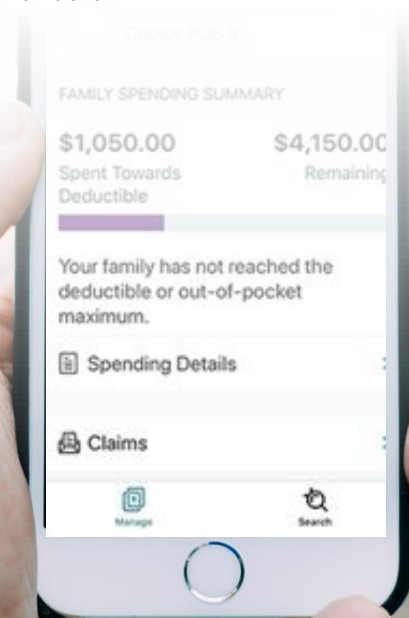 Choice POS II
FAMILY SPENDING SUMMARY
$1,050.00 $4,150.00
Spent Towards Remaining
Deductible
Your family has not reached the
deductible or out-of-pocket
maximum.
Spending Details
Claims
Manage Search